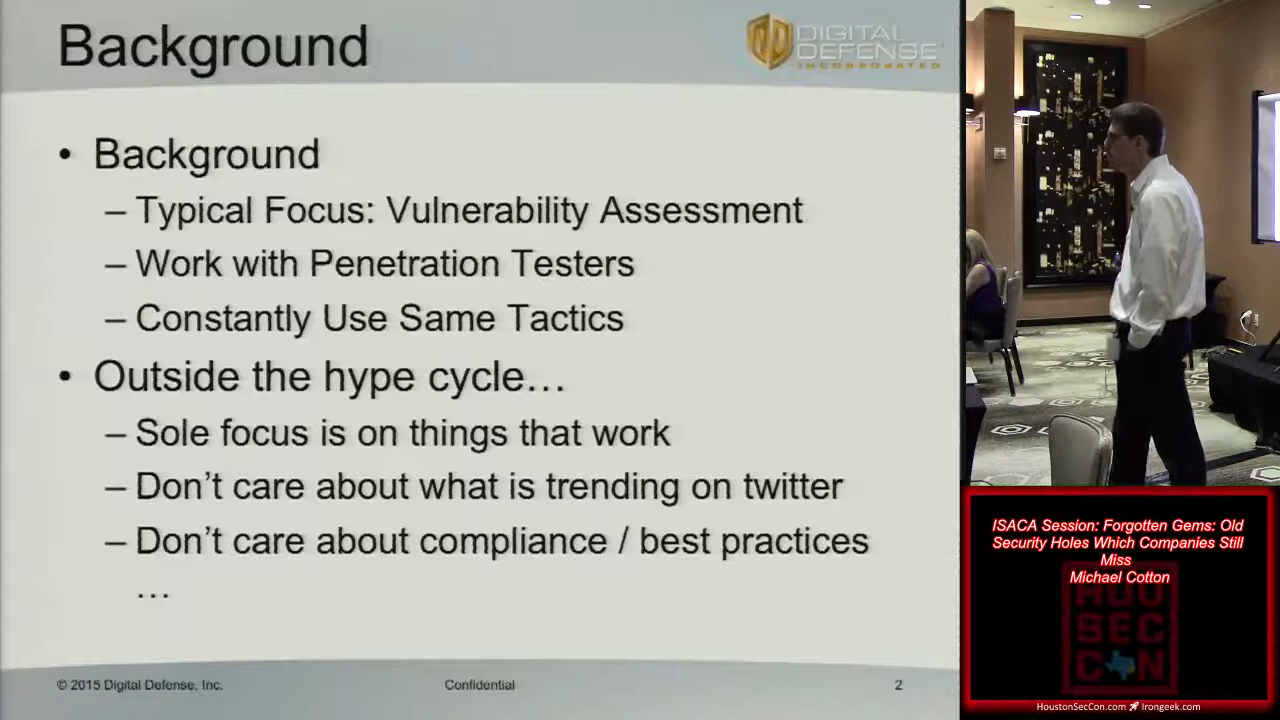 Background
DIGITAL
DEFENSE
INCORPORATED
• Background
– Typical Focus: Vulnerability Assessment
– Work with Penetration Testers
– Constantly Use Same Tactics
• Outside the hype cycle…
– Sole focus is on things that work
– Don’t care about what is trending on twitter
– Don’t care about compliance / best practices
…
© 2015 Digital Defense, Inc.
Confidential
2
ISACA Session: Forgotten Gems: Old
Security Holes Which Companies Still
Miss
Michael Cotton
HOU
SEC
CON
HoustonSecCon.com Irongeek.com